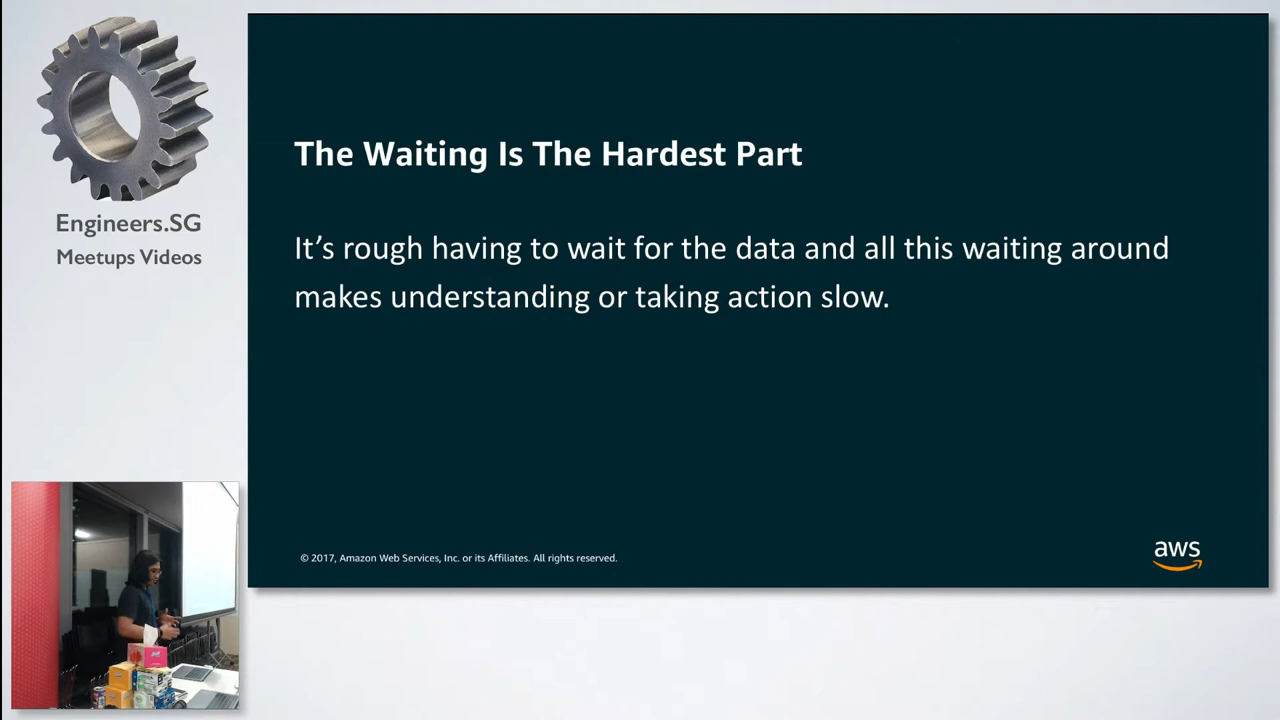 Engineers.SG
Meetups Videos
The Waiting Is The Hardest Part
It’s rough having to wait for the data and all this waiting around
makes understanding or taking action slow.
© 2017, Amazon Web Services, Inc. or its Affiliates. All rights reserved.
aws